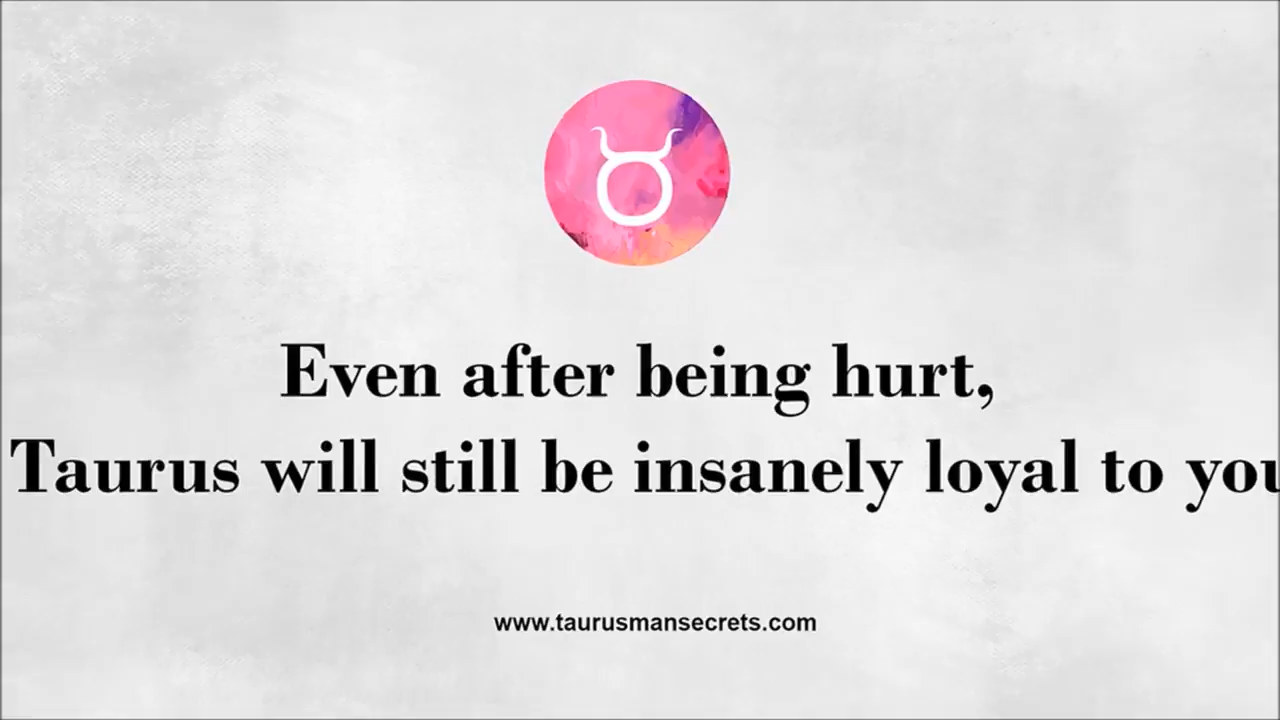 Even after being hurt,
Taurus will still be insanely loyal to you
www.taurusmansecrets.com